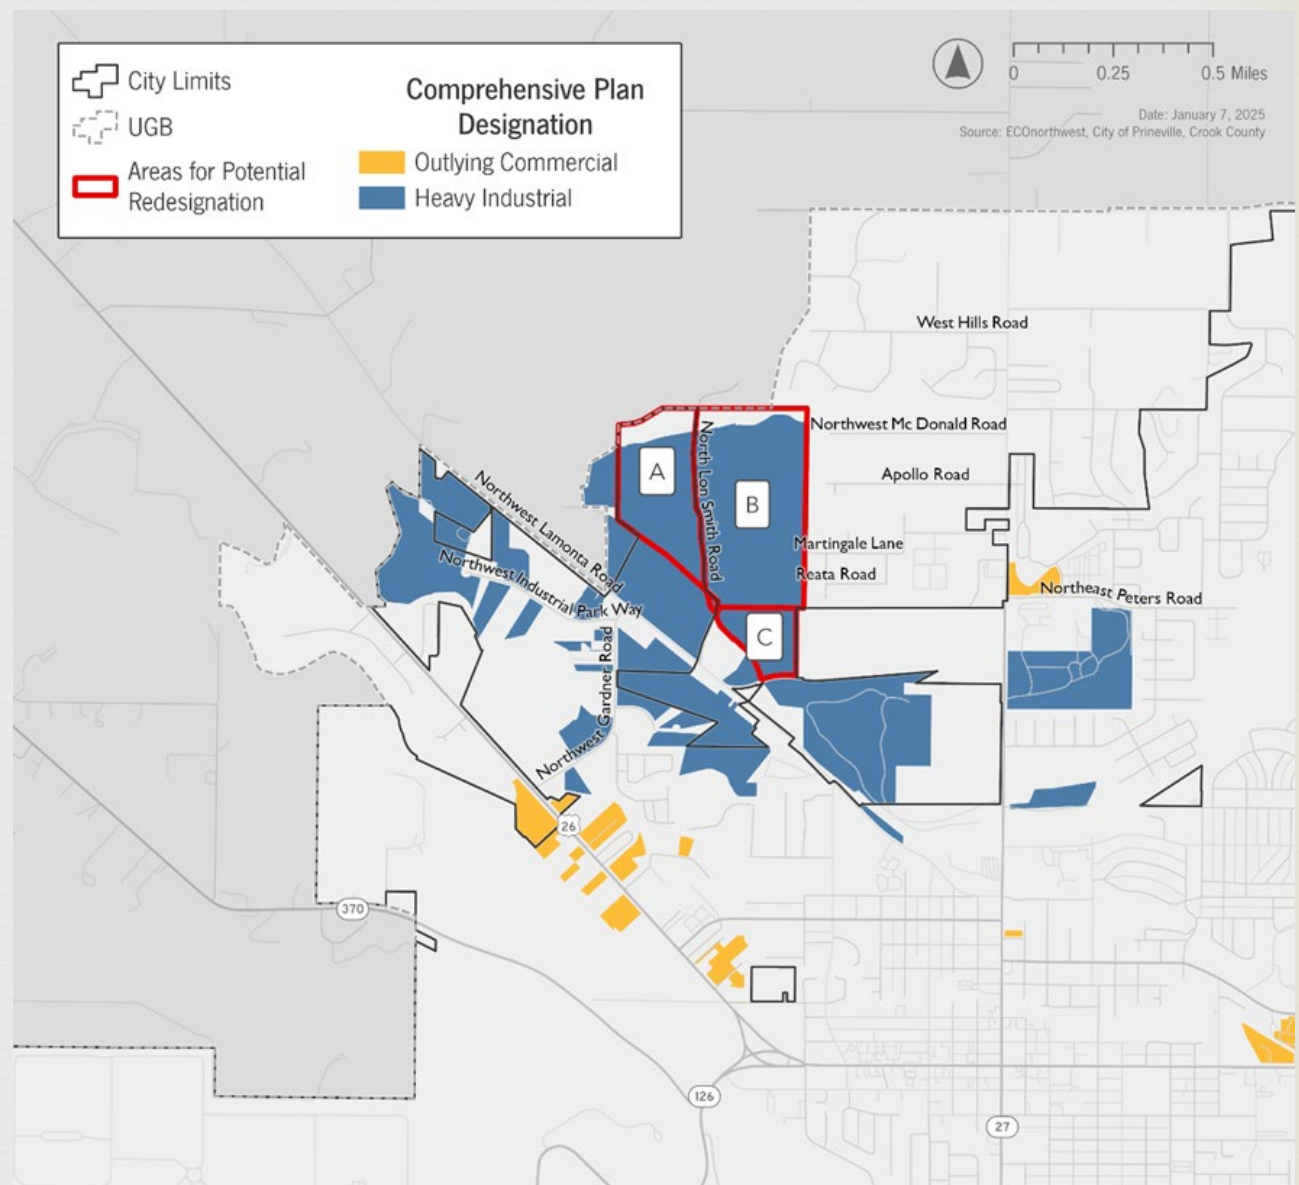 City Limits
UGB
Areas for Potential
Redesignation
Comprehensive Plan
Designation
Outlying Commercial
Heavy Industrial
0 0.25 0.5 Miles
Date: January 7, 2025
Source: ECOnorthwest, City of Prineville, Crook County
West Hills Road
Northwest Mc Donald Road
North Lon Smith Road
A
B
Apollo Road
Northwest Lamonta Road
Martingale Lane
Northwest Industrial Park Way
Reata Road
Northeast Peters Road
C
Northwest Gardner Road
26
370
126
27